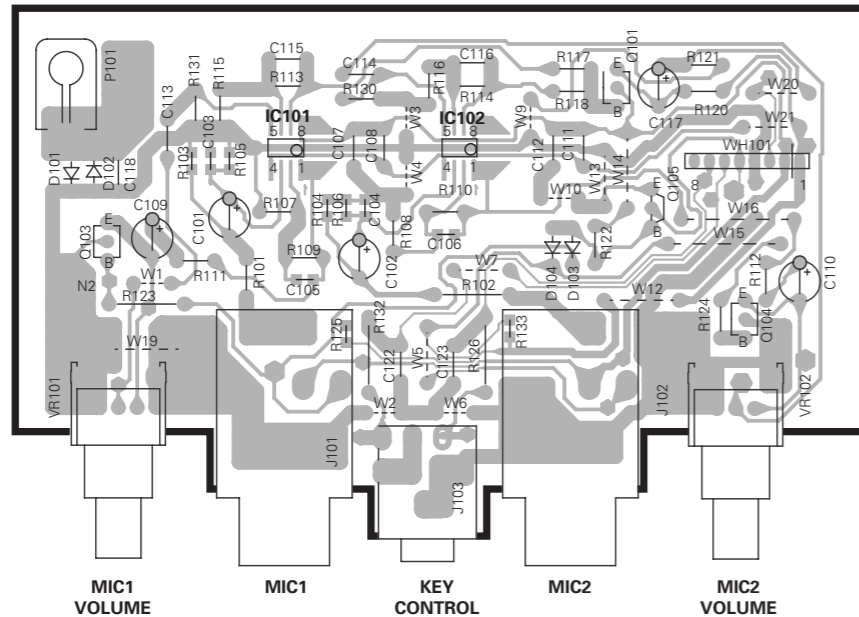 P101
R131
R115
C115
R113
C114
R130
R116
C116
R114
R117
R118
Q101
E
B
R121
R120
C117
W20
W21
C113
IC101
5 8
4 1
R103
C103
R105
C107
C108
W3
W4
IC102
5 8
4 1
W9
C112
C111
W13
W14
WH101
8
1
D101
D102
C118
C109
C101
R107
R104
R106
C104
R108
R110
C106
W10
Q105
E
B
W16
W15
Q103
E
B
N2
W1
R111
R101
R109
C105
C102
W7
R102
D104
D103
R122
W12
R112
C110
R123
W19
R125
R132
C122
W5
C123
R126
R133
R124
E
B
Q104
VR101
J101
W2
W6
J103
J102
VR102
MIC1
VOLUME
MIC1
KEY
CONTROL
MIC2
MIC2
VOLUME